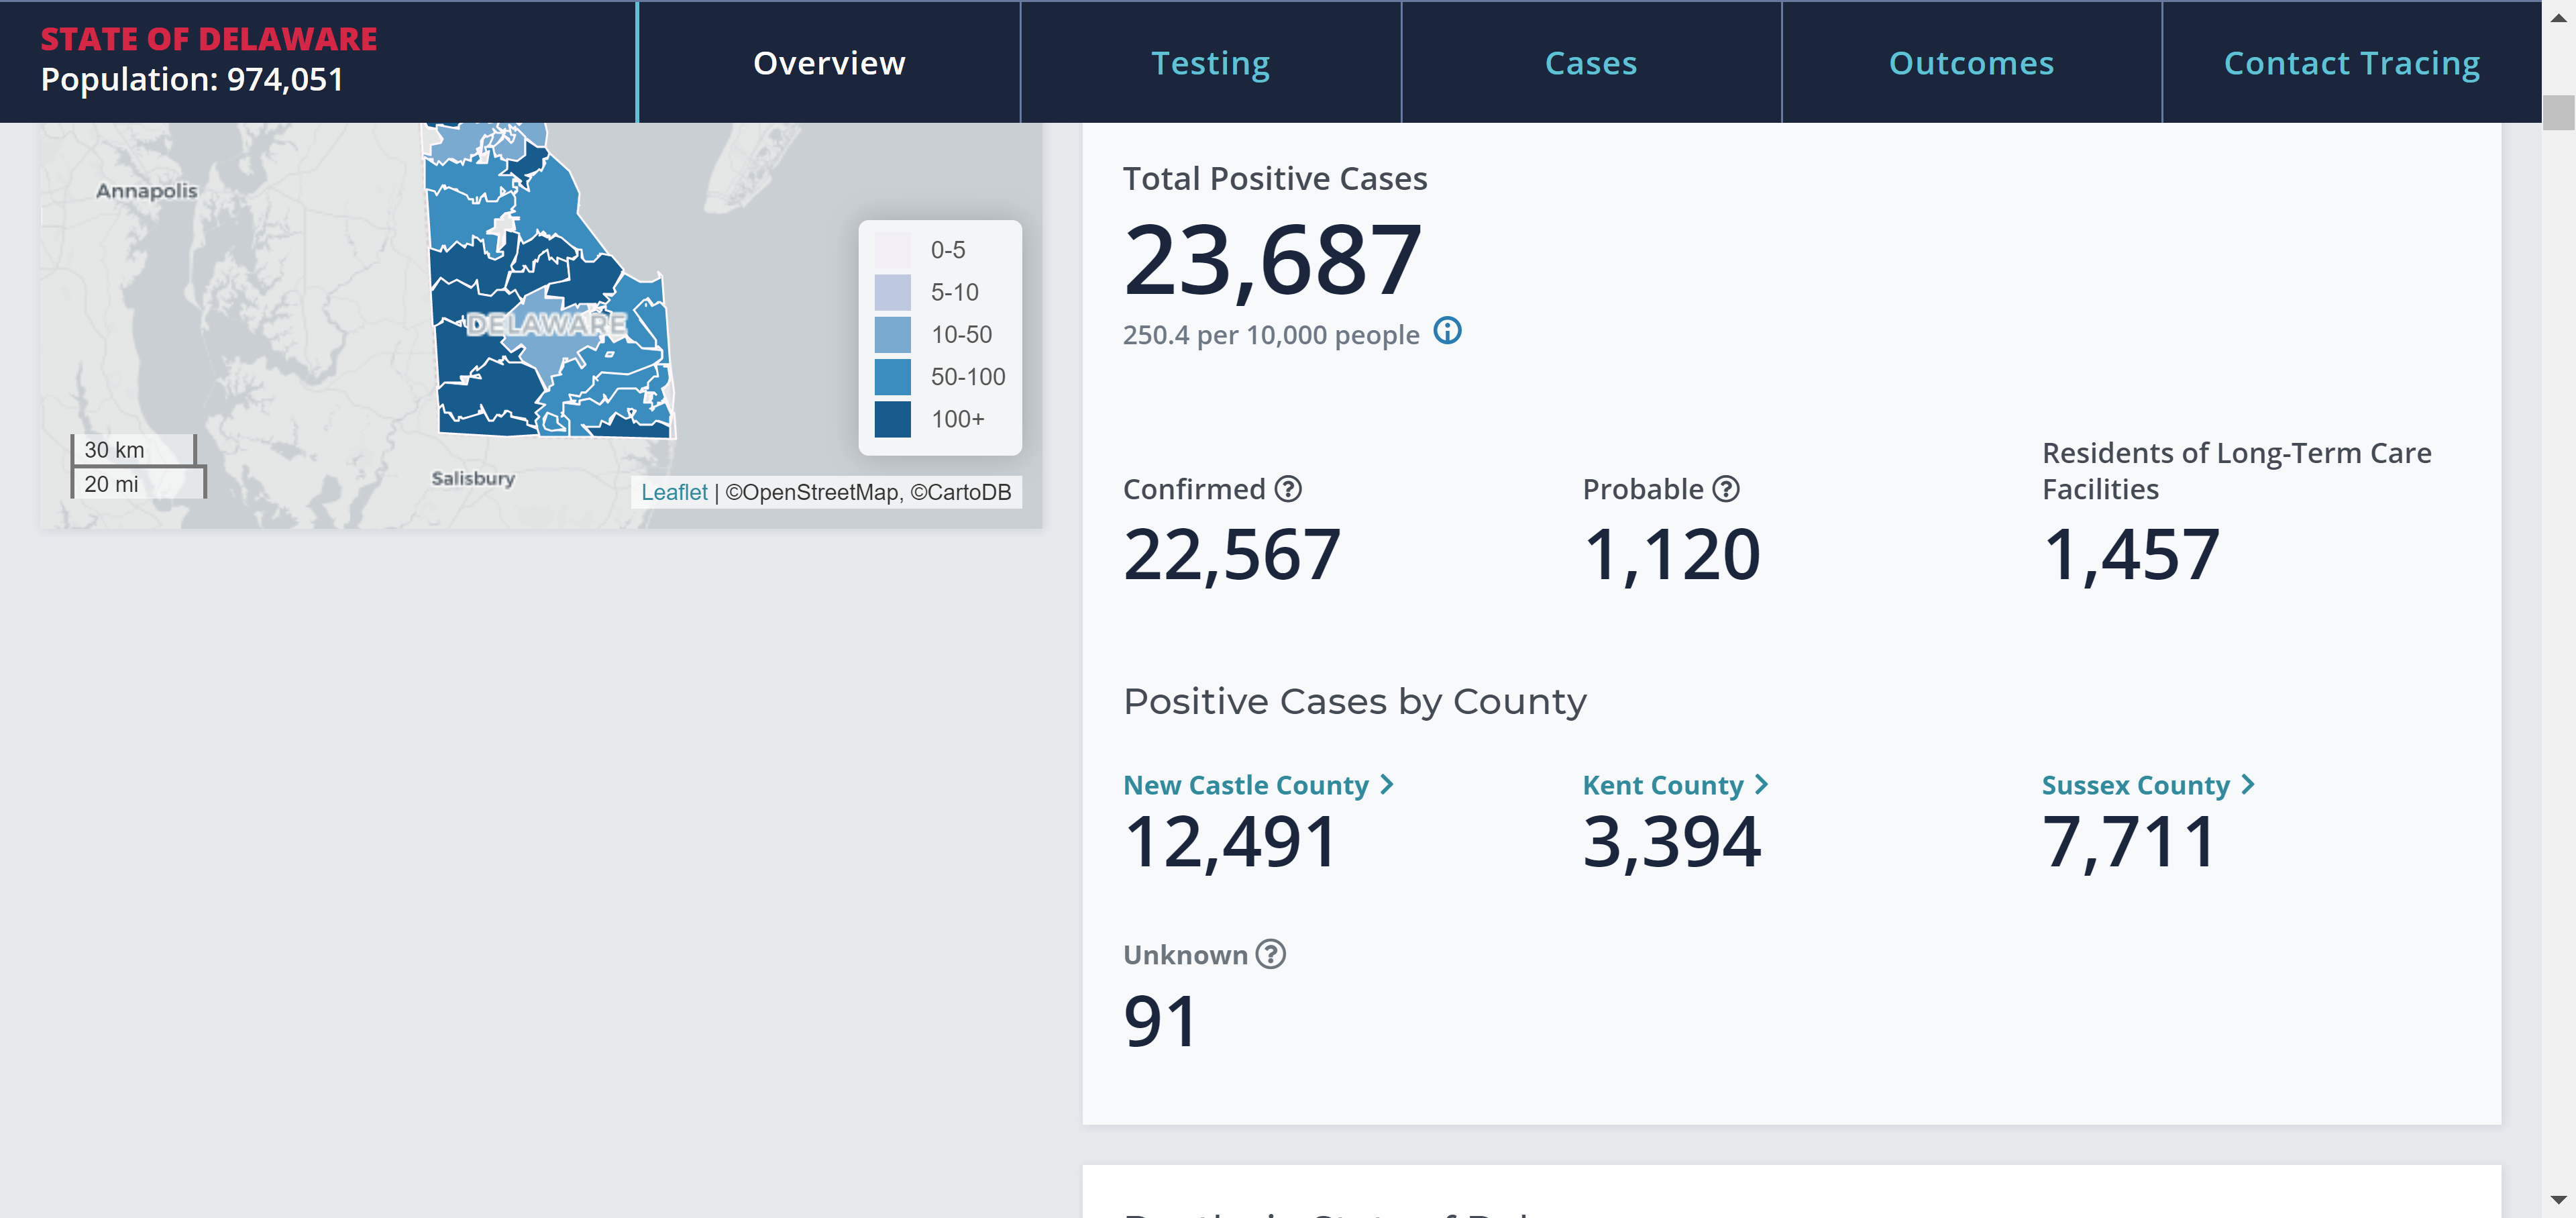 STATE OF DELAWARE
Population: 974,051
Overview
Testing
Cases
Outcomes
Contact Tracing
Annapolis
DELAWARE
Salisbury
0-5
5-10
10-50
50-100
100+
30 km
20 mi
Leaflet | ©OpenStreetMap, ©CartoDB
Total Positive Cases
23,687
250.4 per 10,000 people
Confirmed
22,567
Probable
1,120
Residents of Long-Term Care
Facilities
1,457
Positive Cases by County
New Castle County
12,491
Kent County
3,394
Sussex County
7,711
Unknown
91